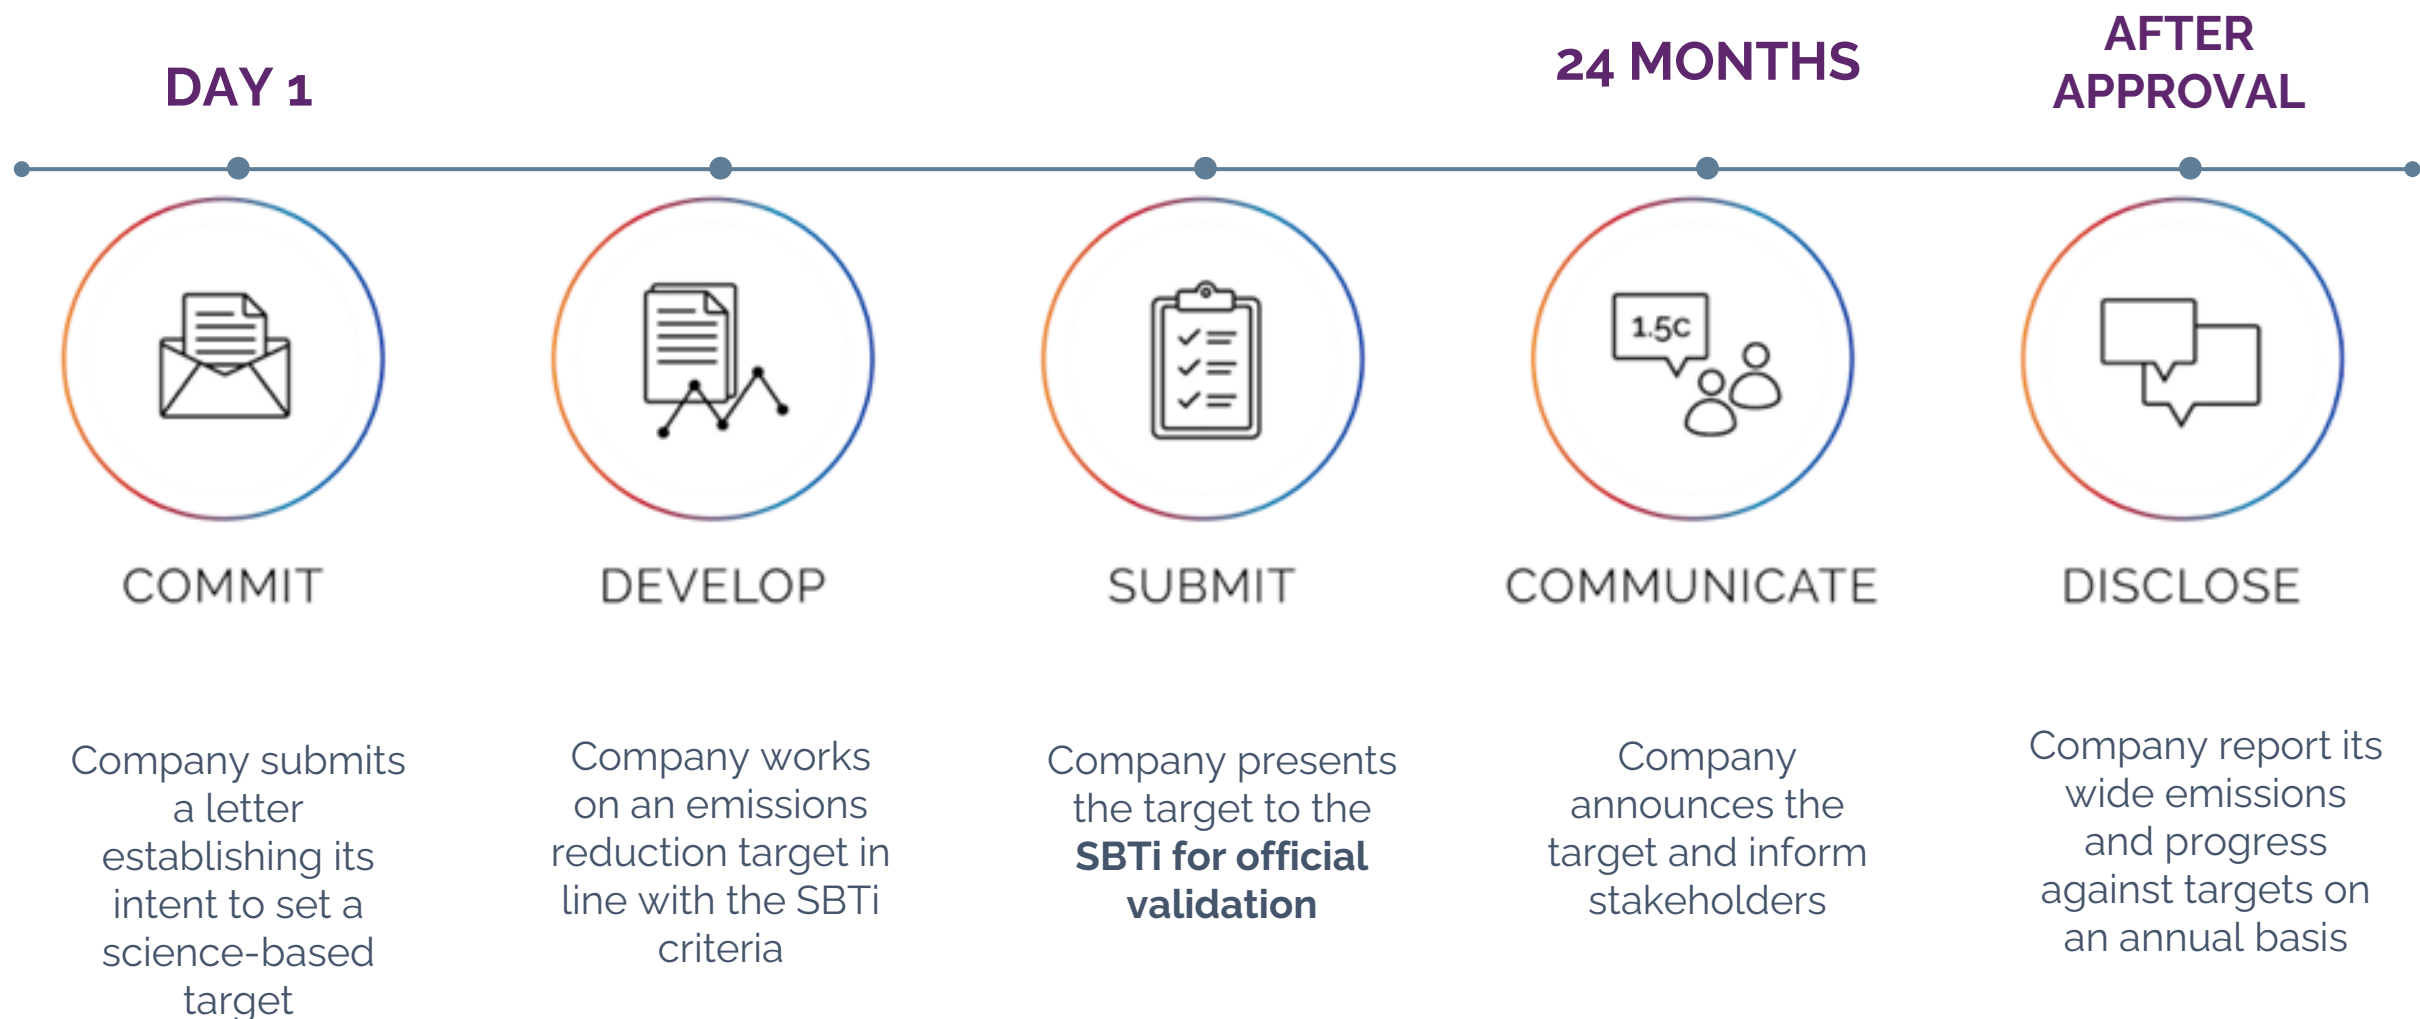 DAY 1
24 MONTHS
AFTER
APPROVAL
1.5c
COMMIT
DEVELOP
SUBMIT
COMMUNICATE
DISCLOSE
Company submits
a letter
establishing its
intent to set a
science-based
target
Company works
on an emissions
reduction target in
line with the SBTi
criteria
Company presents
the target to the
SBTi for official
validation
Company
announces the
target and inform
stakeholders
Company report its
wide emissions
and progress
against targets on
an annual basis